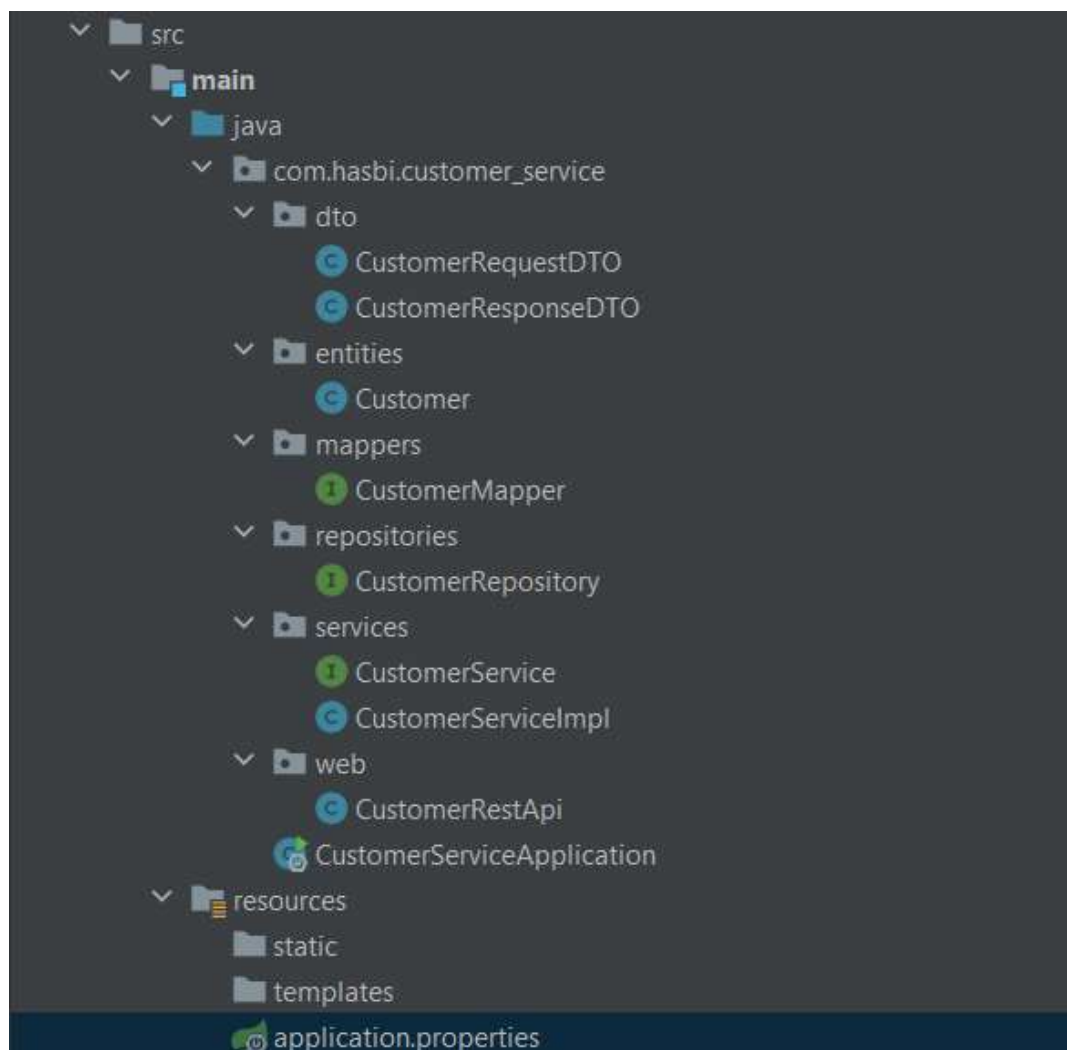 src
main
java
com.hasbi.customer_service
dto
CustomerRequestDTO
CustomerResponseDTO
entities
Customer
mappers
CustomerMapper
repositories
CustomerRepository
services
CustomerService
CustomerServiceImpl
web
CustomerRestApi
CustomerServiceApplication
resources
static
templates
application.properties